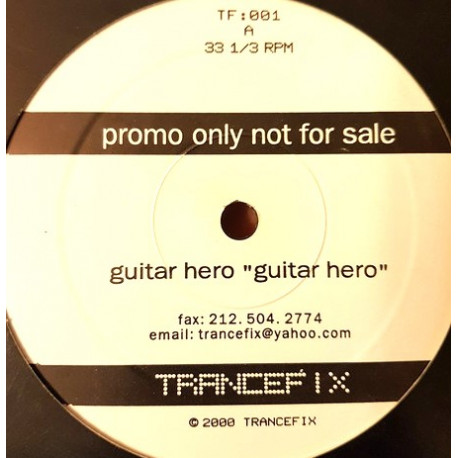 TF:001
A
33 1/3 RPM
promo only not for sale
guitar hero "guitar hero"
fax: 212. 504. 2774
email: trancefix@yahoo.com
TRANCEFIX
© 2000 TRANCEFIX